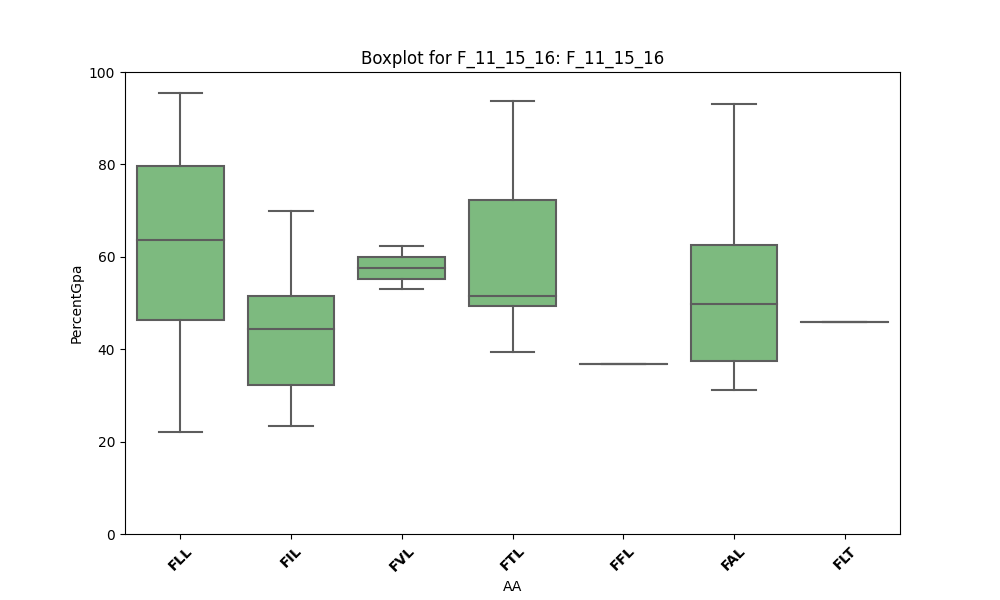 Boxplot for F_11_15_16: F_11_15_16
100
80
60
40
20
0
PercentGpa
FLL
FIL
FVL
FTL
FFL
FAL
FLT
AA